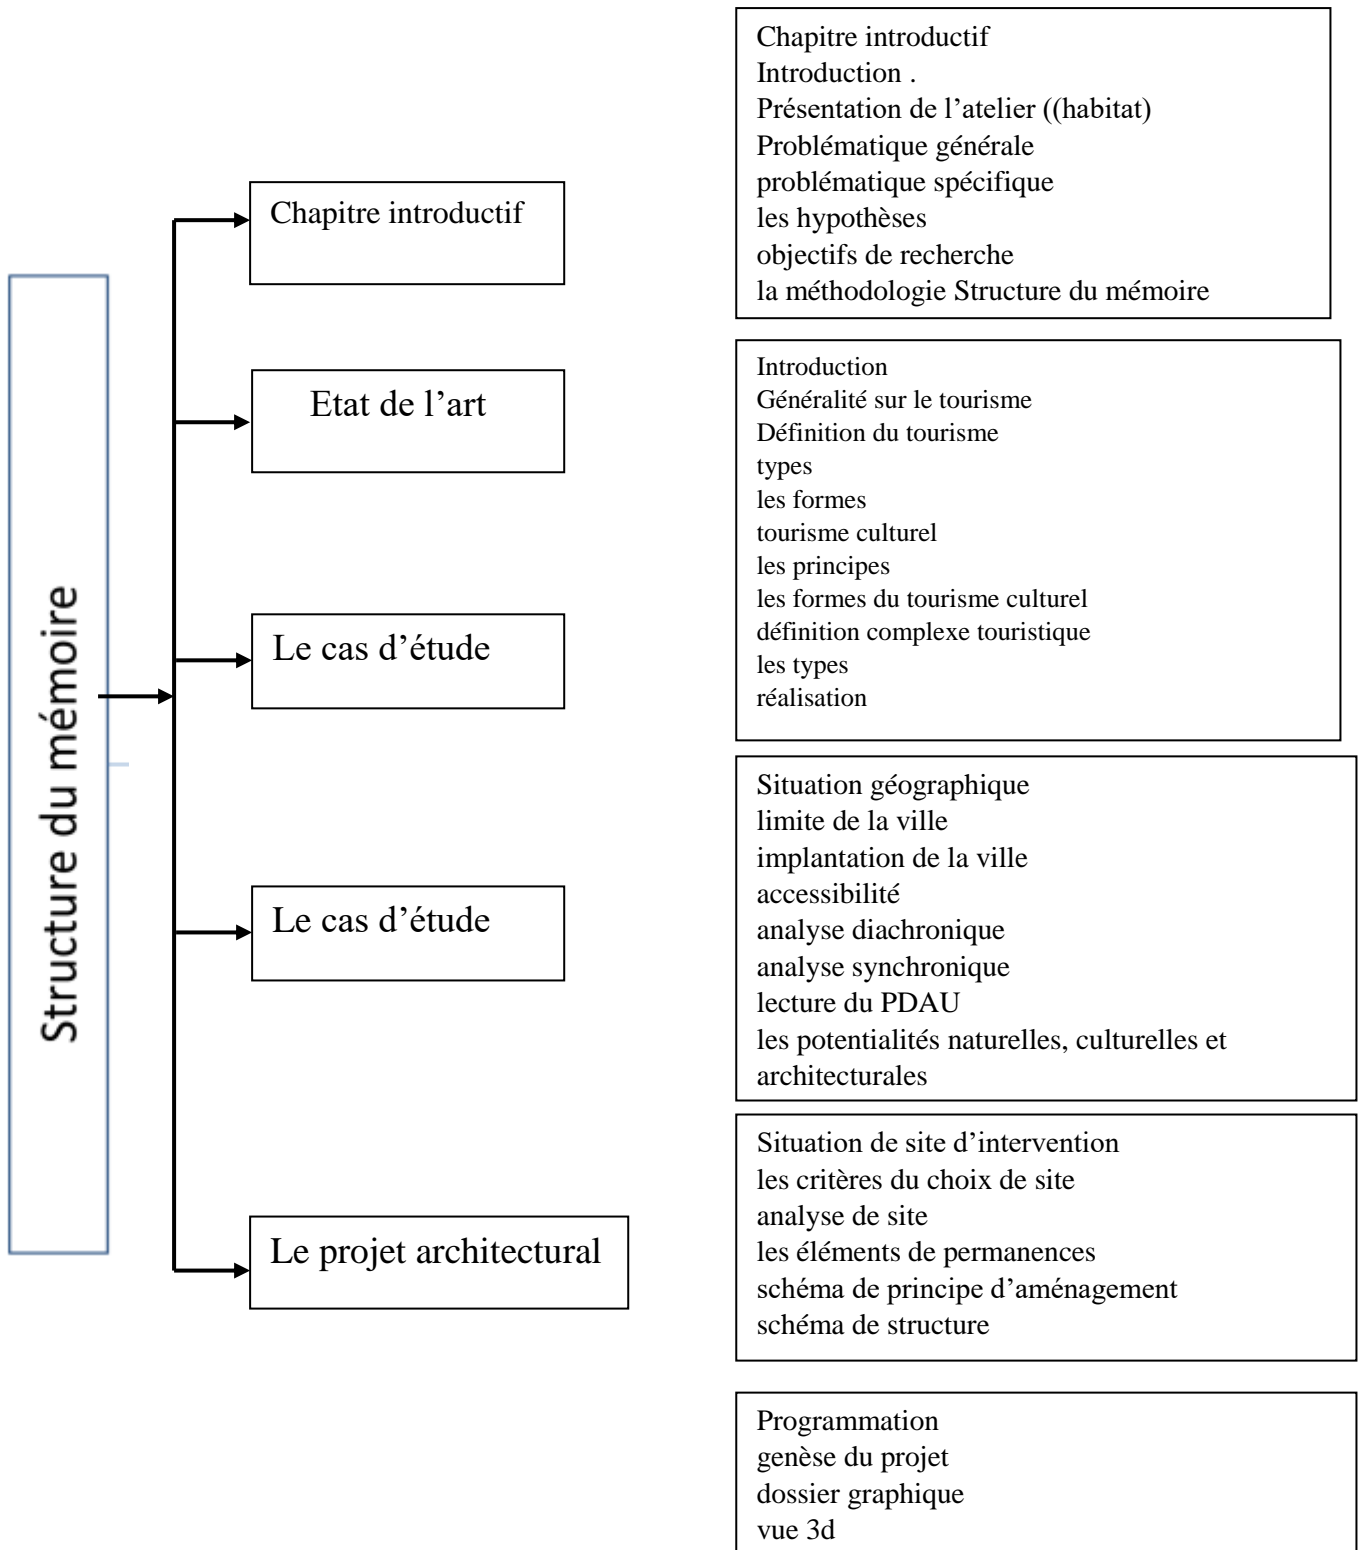 Structure du mémoire
Chapitre introductif
Etat de l’art
Le cas d’étude
Le cas d’étude
Le projet architectural
Chapitre introductif
Introduction .
Présentation de l’atelier ((habitat)
Problématique générale
problématique spécifique
les hypothèses
objectifs de recherche
la méthodologie Structure du mémoire
Introduction
Généralité sur le tourisme
Définition du tourisme
types
les formes
tourisme culturel
les principes
les formes du tourisme culturel
définition complexe touristique
les types
réalisation
Situation géographique
limite de la ville
implantation de la ville
accessibilité
analyse diachronique
analyse synchronique
lecture du PDAU
les potentialités naturelles, culturelles et
architecturales
Situation de site d’intervention
les critères du choix de site
analyse de site
les éléments de permanences
schéma de principe d’aménagement
schéma de structure
Programmation
genèse du projet
dossier graphique
vue 3d